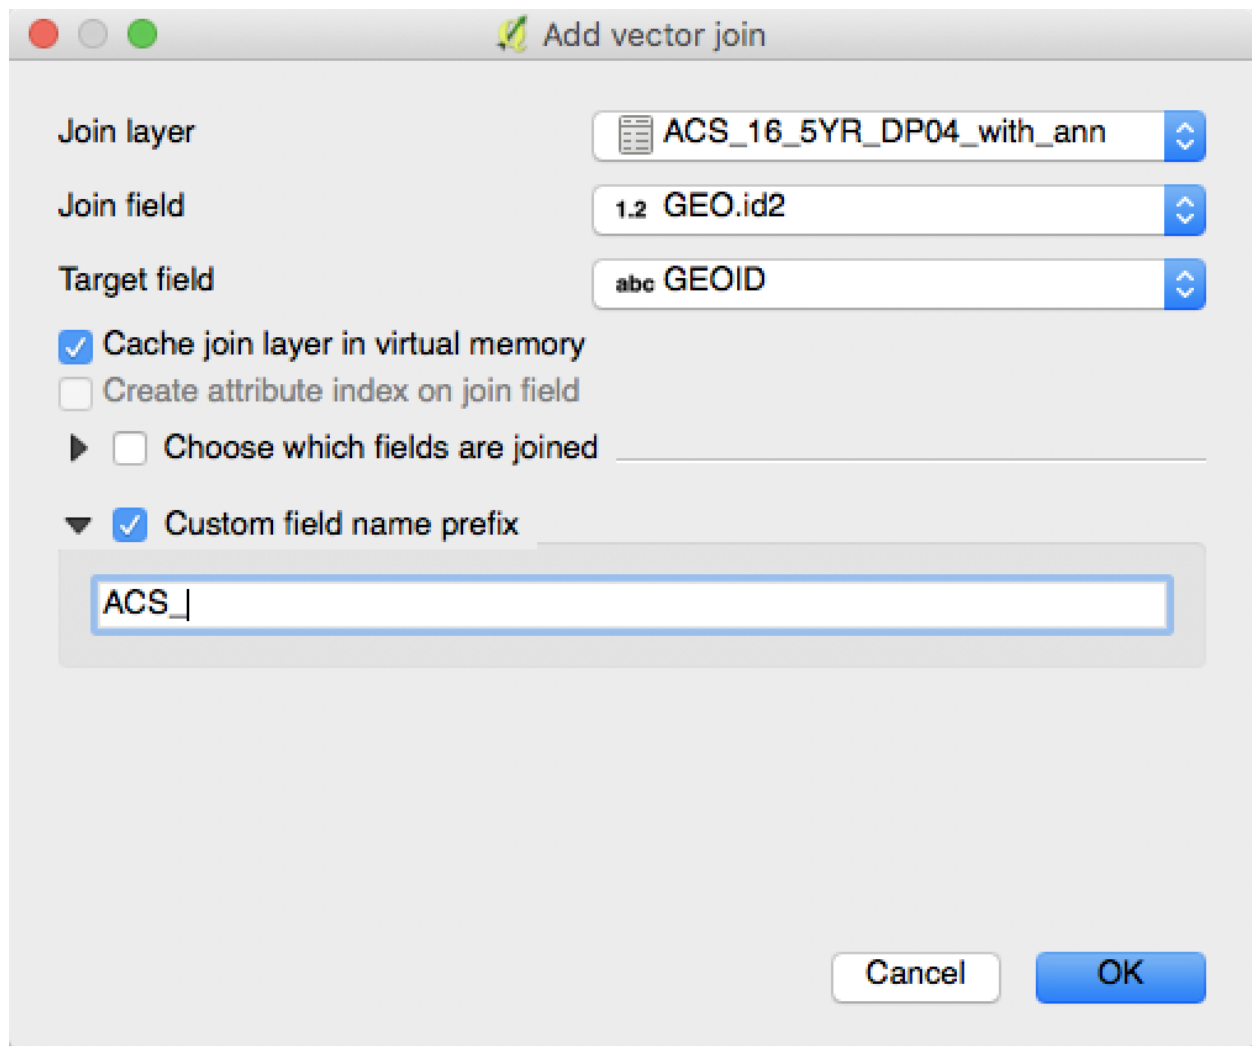 Add vector join
Join layer ACS_16_5YR_DP04_with_ann
Join field 1.2 GEO.id2
Target field abc GEOID
Cache join layer in virtual memory
Create attribute index on join field
Choose which fields are joined
Custom field name prefix
ACS_
Cancel OK